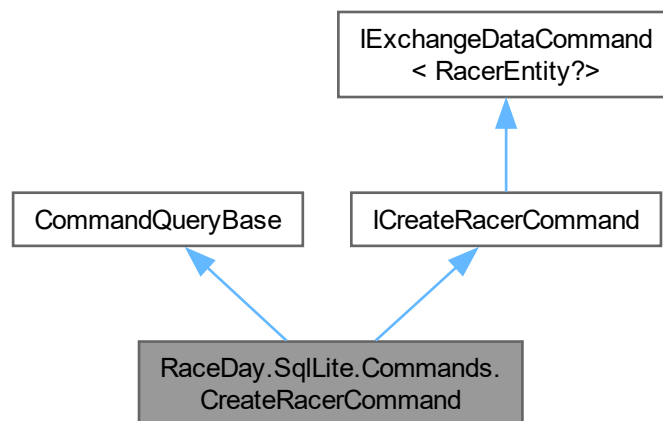 IExchangeDataCommand
< RacerEntity?>
CommandQueryBase
ICreateRacerCommand
RaceDay.SqlLite.Commands.
CreateRacerCommand